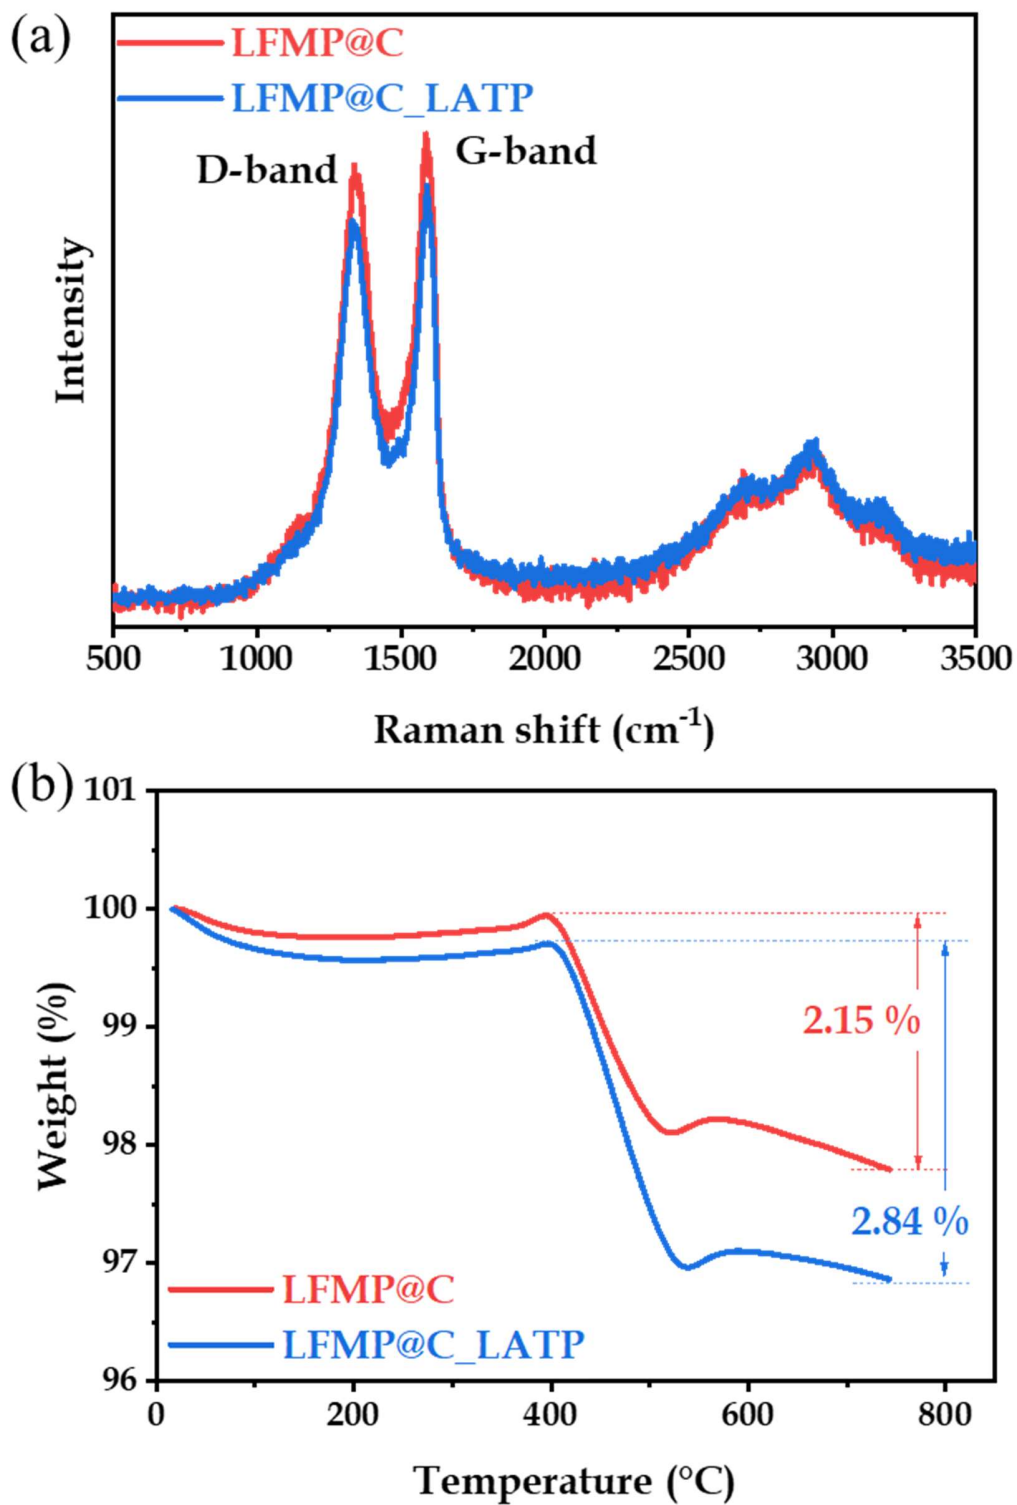 (a)
LFMP@C
LFMP@C_LATP
D-band
G-band
Intensity
500 1000 1500 2000 2500 3000 3500
Raman shift (cm⁻¹)
(b)
101
100
99
98
97
96
Weight (%)
2.15 %
2.84 %
LFMP@C
LFMP@C_LATP
0 200 400 600 800
Temperature (°C)